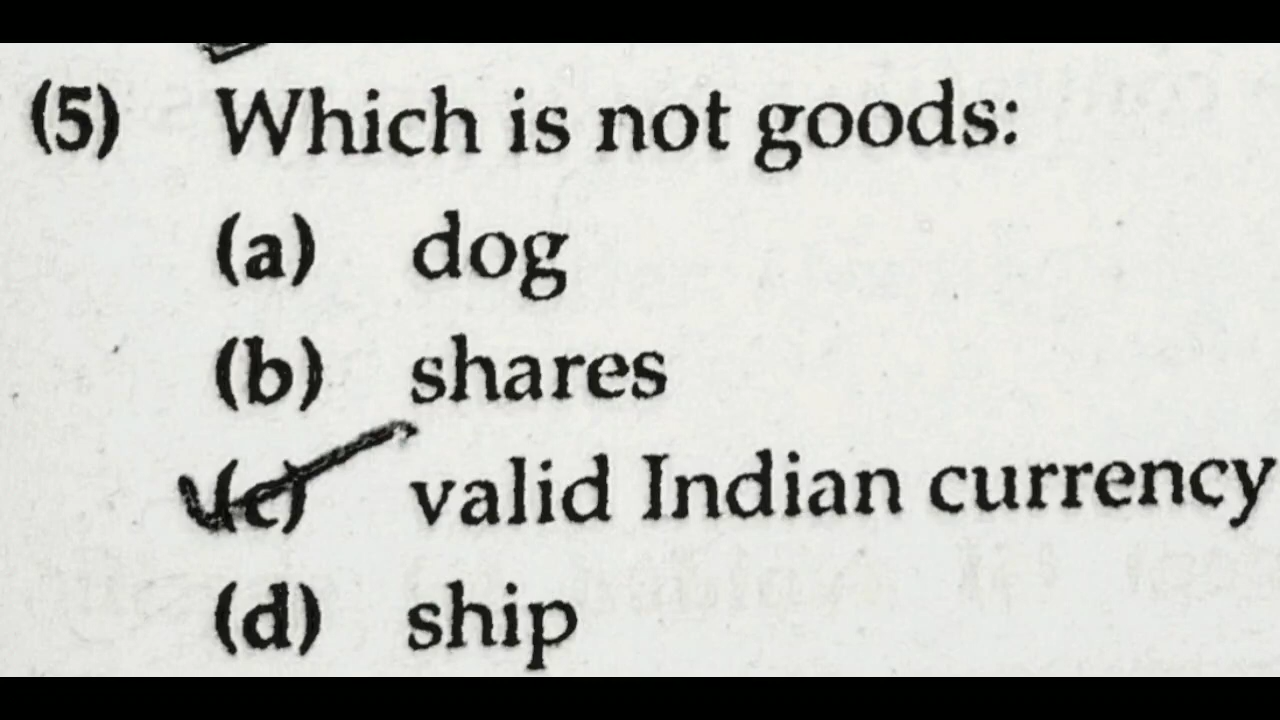 (5) Which is not goods:
(a) dog
(b) shares
(c) valid Indian currency
(d) ship